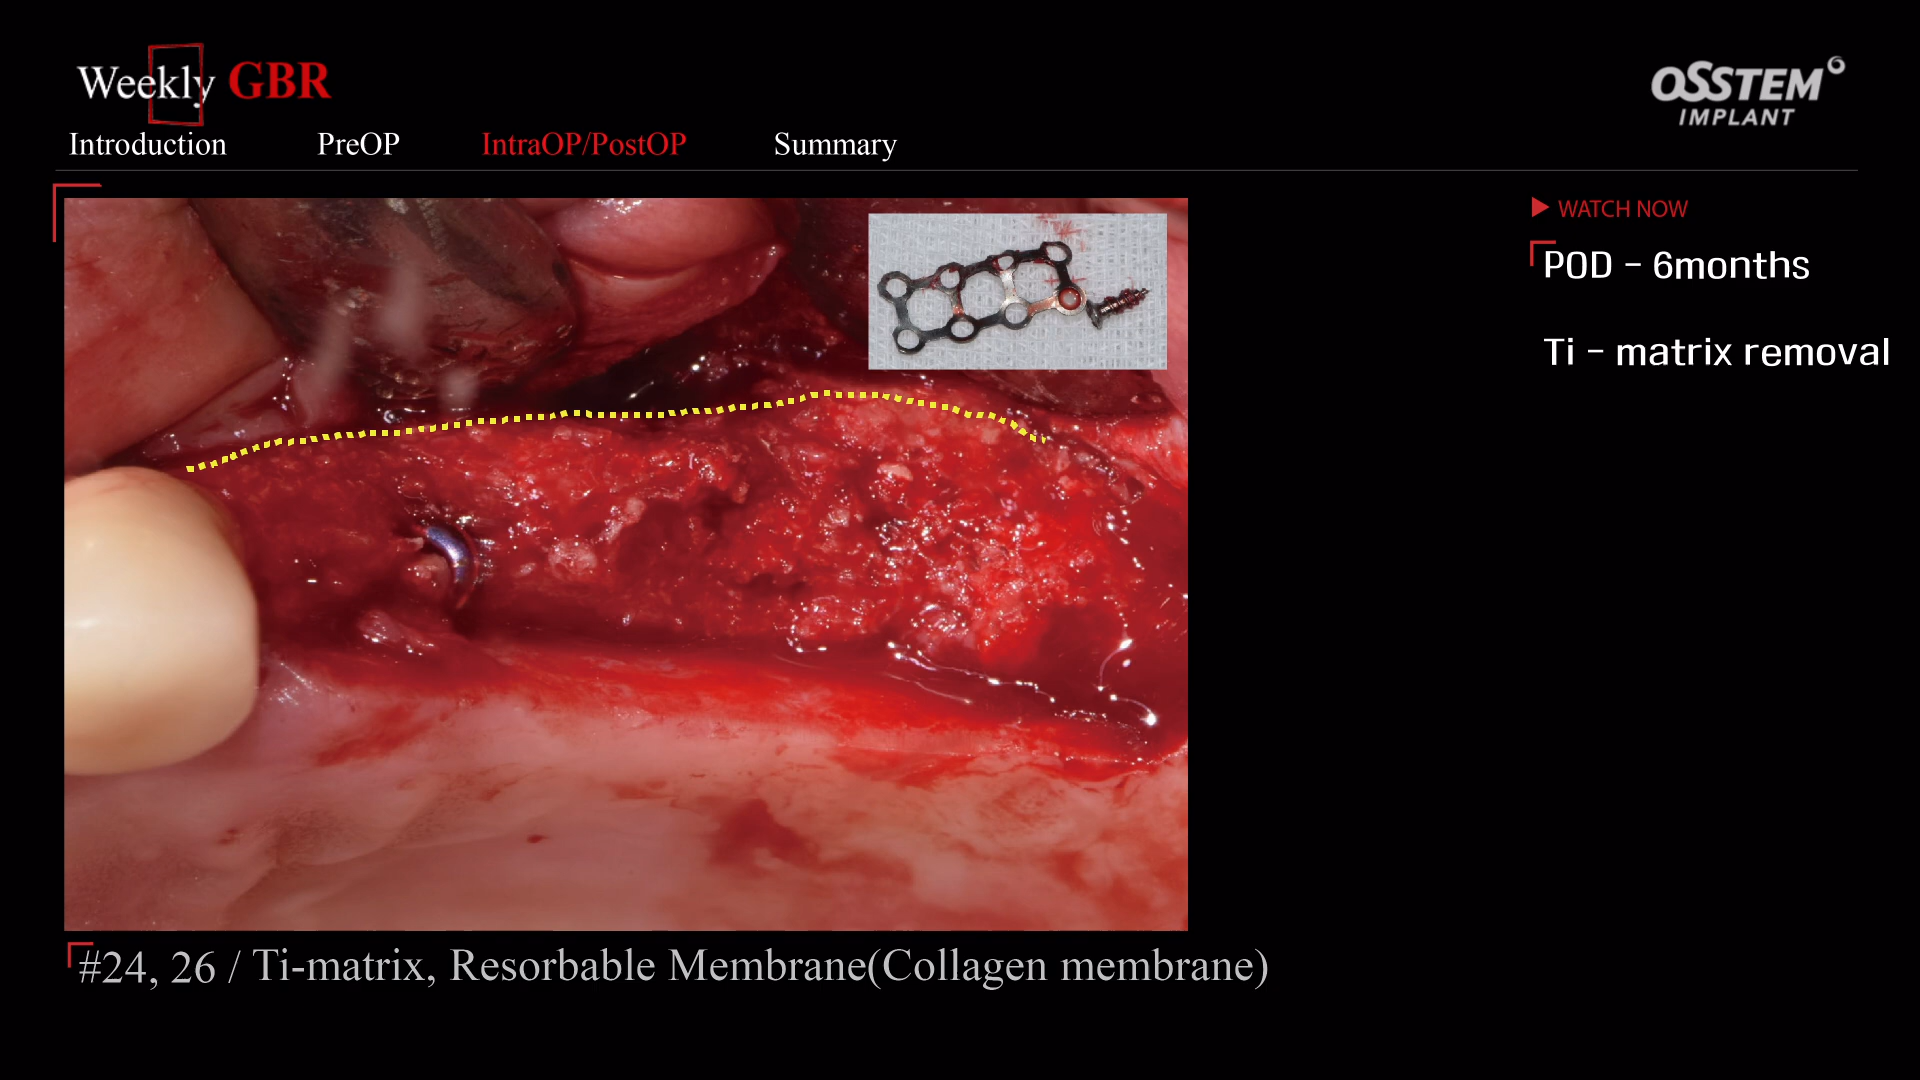 Weekly GBR
OSSTEM
IMPLANT
Introduction PreOP IntraOP/PostOP Summary
WATCH NOW
POD - 6months
Ti - matrix removal
#24, 26 / Ti-matrix, Resorbable Membrane(Collagen membrane)